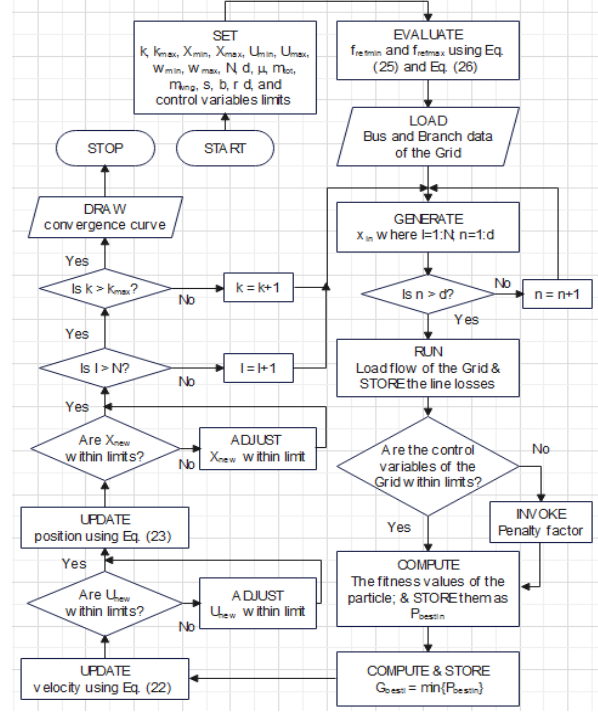 START
SET
k, kmax, Xmin, Xmax, Umin, Umax,
wmin, wmax, N, d, μ, mtot,
mkng, s, b, r d, and
control variables limits
EVALUATE
frefmin and frefmax using Eq.
(25) and Eq. (26)
LOAD
Bus and Branch data
of the Grid
GENERATE
xin where I=1:N; n=1:d
Is n > d?
No
n = n+1
Yes
RUN
Load flow of the Grid &
STORE the line losses
Are the control
variables of the
Grid within limits?
No
INVOKE
Penalty factor
Yes
COMPUTE
The fitness values of the
particle; & STORE them as
Pbestin
COMPUTE & STORE
Gbesti = min{Pbestin}
UPDATE
velocity using Eq. (22)
Are Unew
within limits?
No
ADJUST
Unew within limit
Yes
UPDATE
position using Eq. (23)
Are Xnew
within limits?
No
ADJUST
Xnew within limit
Yes
Is I > N?
No
I = I+1
Yes
Is k > kmax?
No
k = k+1
Yes
DRAW
convergence curve
STOP